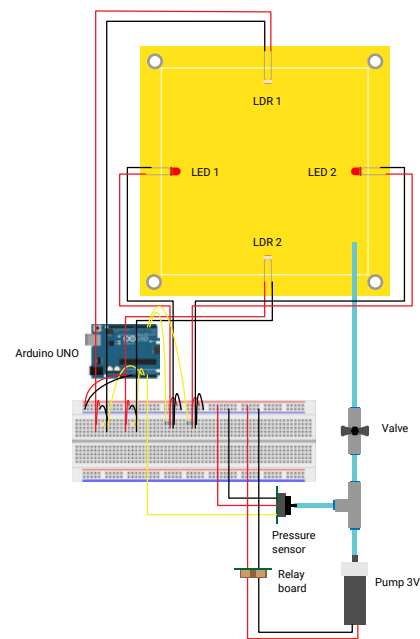 LDR 1
LED 1
LED 2
LDR 2
Arduino UNO
Valve
Pressure
sensor
Relay
board
Pump 3V